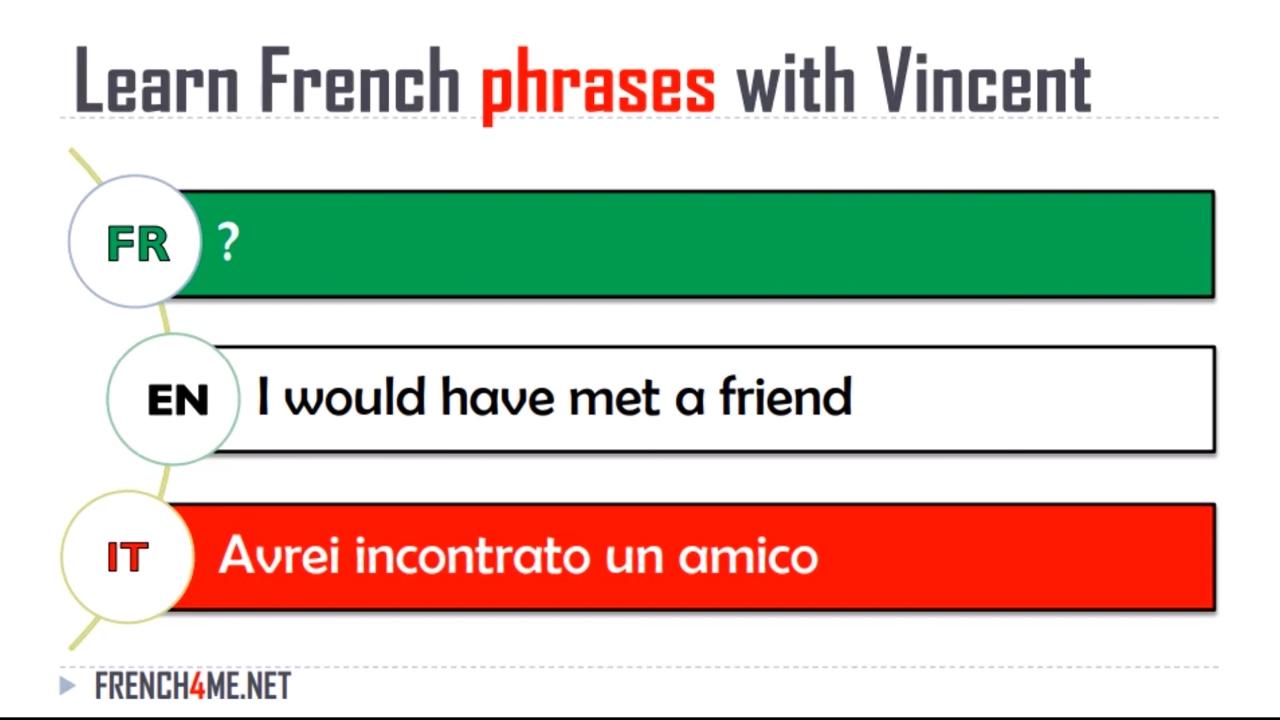 Learn French phrases with Vincent
FR ?
EN I would have met a friend
IT Avrei incontrato un amico
FRENCH4ME.NET